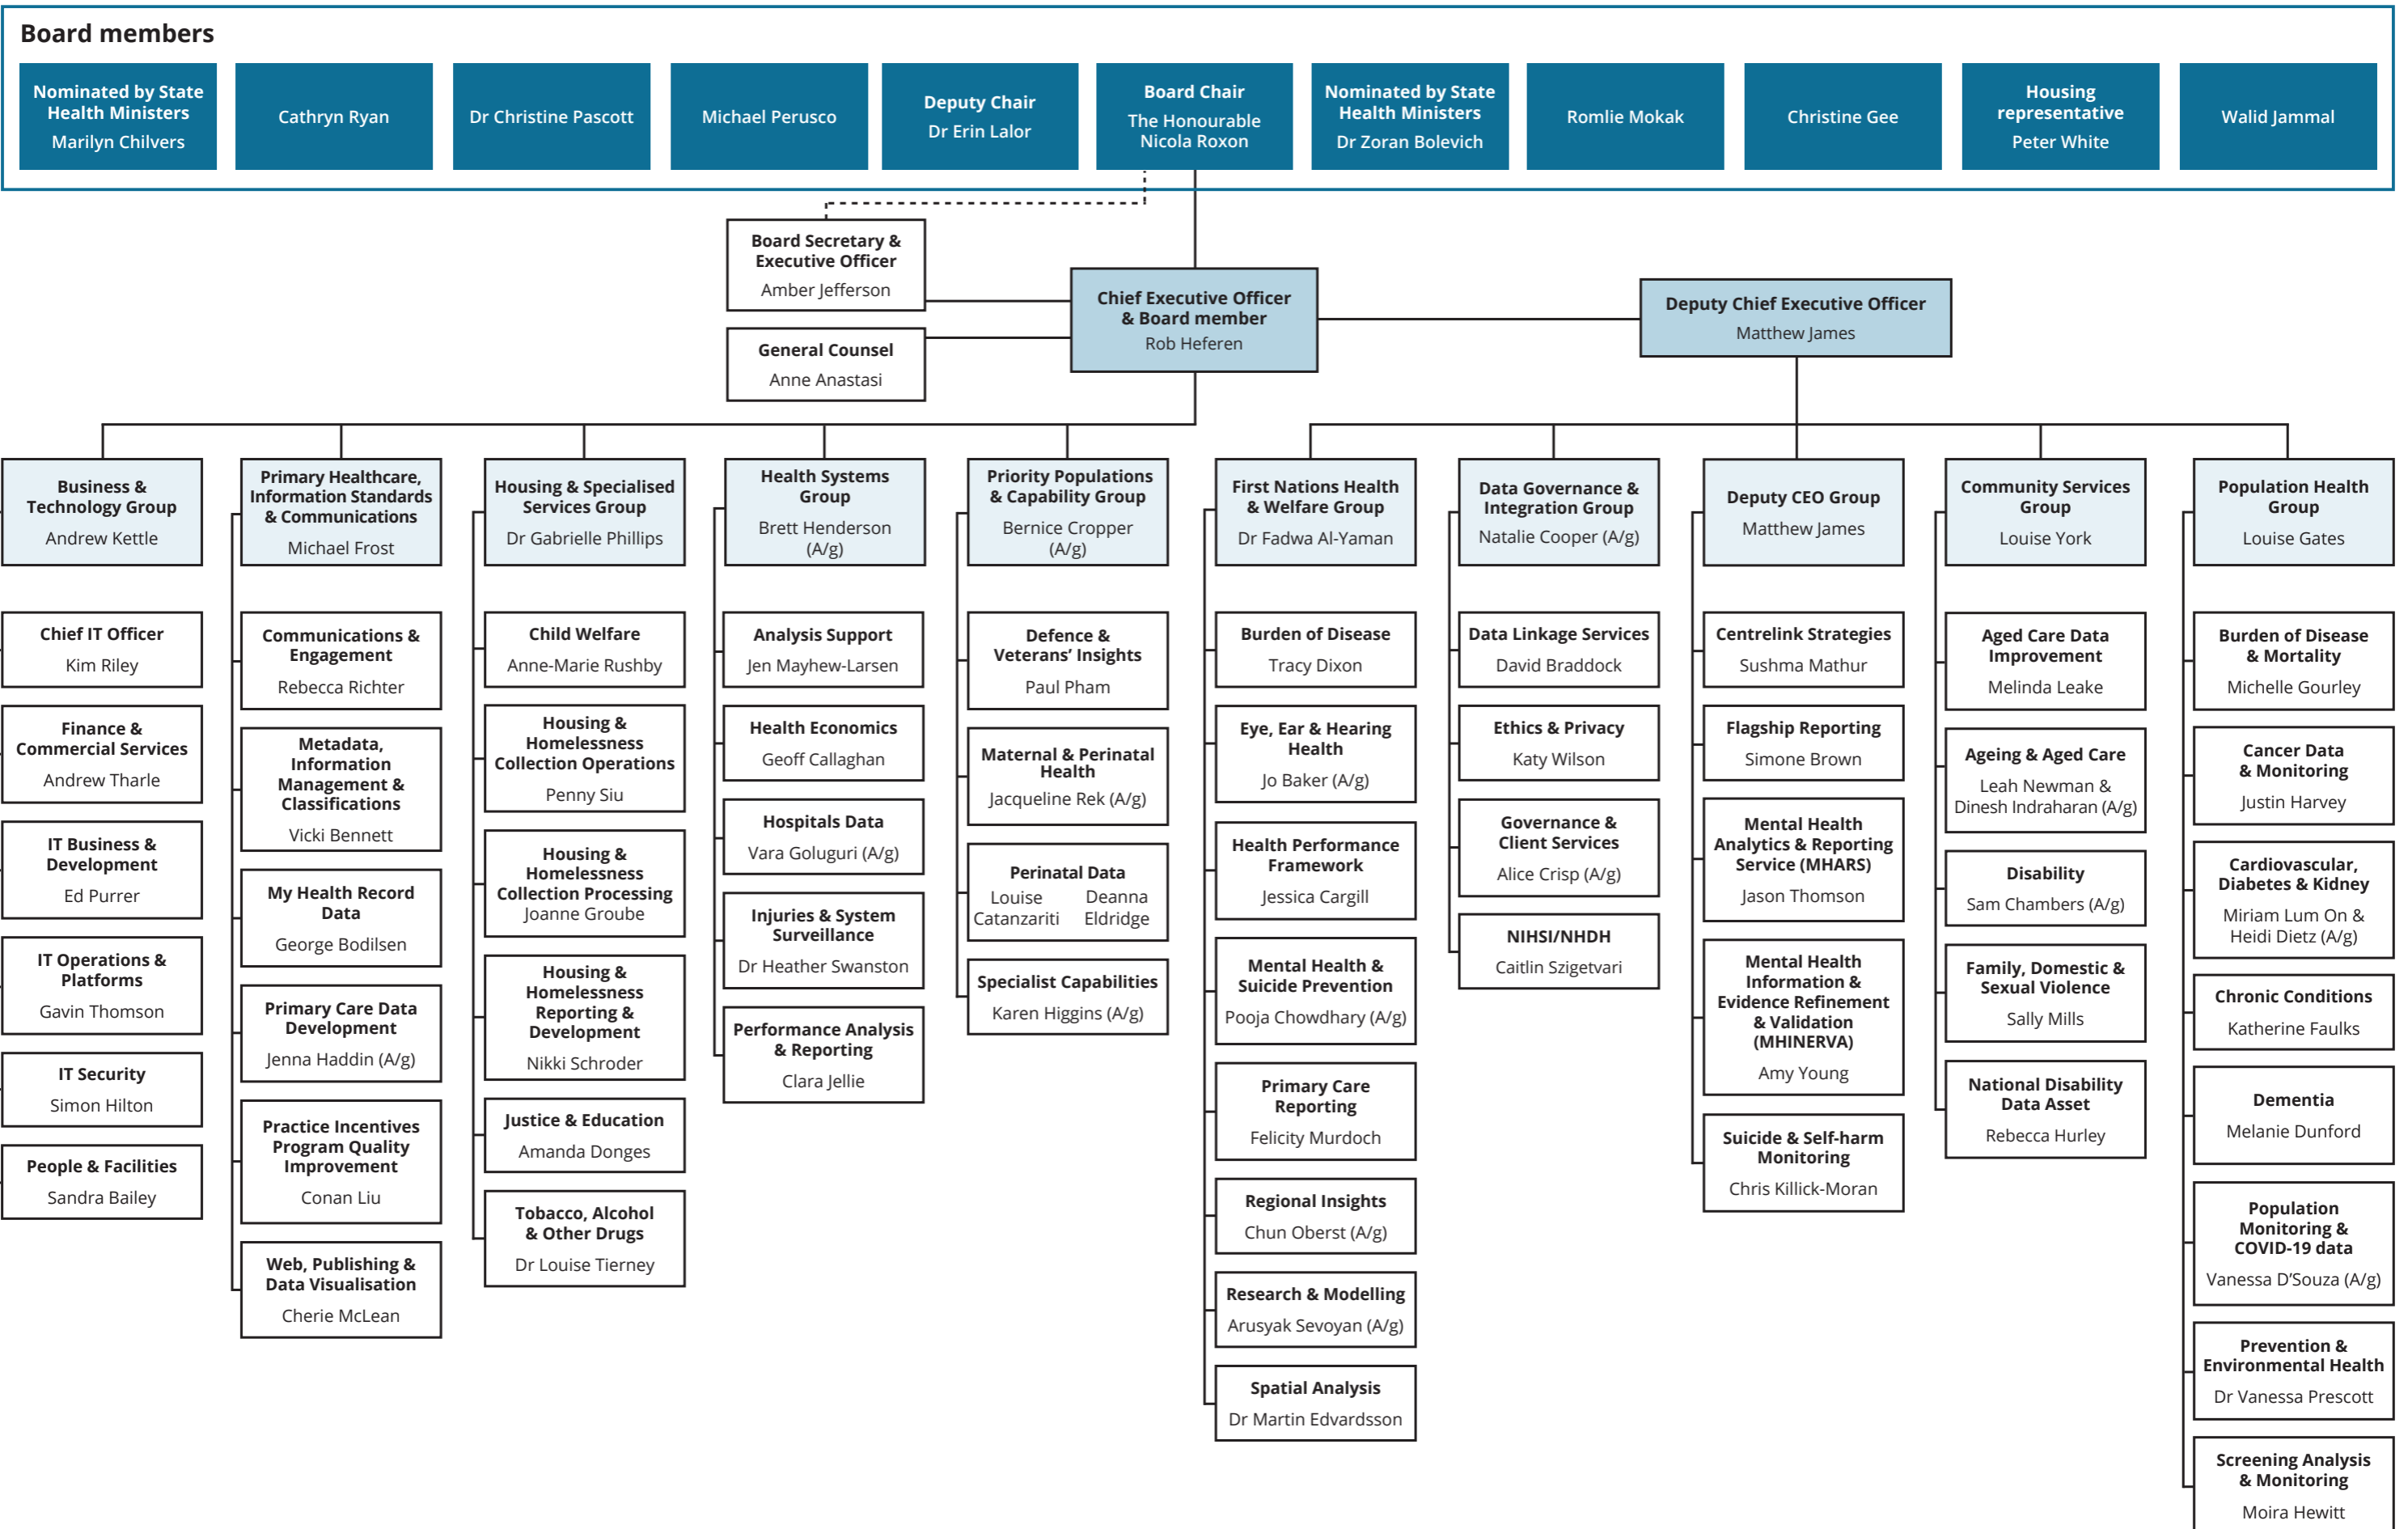 Board members
Nominated by State
Health Ministers
Marilyn Chilvers
Cathryn Ryan
Dr Christine Pascott
Michael Perusco
Deputy Chair
Dr Erin Lalor
Board Chair
The Honourable
Nicola Roxon
Nominated by State
Health Ministers
Dr Zoran Bolevich
Romlie Mokak
Christine Gee
Housing
representative
Peter White
Walid Jammal
Board Secretary &
Executive Officer
Amber Jefferson
General Counsel
Anne Anastasi
Chief Executive Officer
& Board member
Rob Heferen
Deputy Chief Executive Officer
Matthew James
Business &
Technology Group
Andrew Kettle
Chief IT Officer
Kim Riley
Finance &
Commercial Services
Andrew Tharle
IT Business &
Development
Ed Purrer
IT Operations &
Platforms
Gavin Thomson
IT Security
Simon Hilton
People & Facilities
Sandra Bailey
Primary Healthcare,
Information Standards
& Communications
Michael Frost
Communications &
Engagement
Rebecca Richter
Metadata,
Information
Management &
Classifications
Vicki Bennett
My Health Record
Data
George Bodilsen
Primary Care Data
Development
Jenna Haddin (A/g)
Practice Incentives
Program Quality
Improvement
Conan Liu
Web, Publishing &
Data Visualisation
Cherie McLean
Housing & Specialised
Services Group
Dr Gabrielle Phillips
Child Welfare
Anne-Marie Rushby
Housing &
Homelessness
Collection Operations
Penny Siu
Housing &
Homelessness
Collection Processing
Joanne Groube
Housing &
Homelessness
Reporting &
Development
Nikki Schroder
Justice & Education
Amanda Donges
Tobacco, Alcohol
& Other Drugs
Dr Louise Tierney
Health Systems
Group
Brett Henderson
(A/g)
Analysis Support
Jen Mayhew-Larsen
Health Economics
Geoff Callaghan
Hospitals Data
Vara Goluguri (A/g)
Injuries & System
Surveillance
Dr Heather Swanston
Performance Analysis
& Reporting
Clara Jellie
Priority Populations
& Capability Group
Bernice Cropper
(A/g)
Defence &
Veterans’ Insights
Paul Pham
Maternal & Perinatal
Health
Jacqueline Rek (A/g)
Perinatal Data
Louise Deanna
Catanzariti Eldridge
Specialist Capabilities
Karen Higgins (A/g)
First Nations Health
& Welfare Group
Dr Fadwa Al-Yaman
Burden of Disease
Tracy Dixon
Eye, Ear & Hearing
Health
Jo Baker (A/g)
Health Performance
Framework
Jessica Cargill
Mental Health &
Suicide Prevention
Pooja Chowdhary (A/g)
Primary Care
Reporting
Felicity Murdoch
Regional Insights
Chun Oberst (A/g)
Research & Modelling
Arusyak Sevoyan (A/g)
Spatial Analysis
Dr Martin Edvardsson
Data Governance &
Integration Group
Natalie Cooper (A/g)
Data Linkage Services
David Braddock
Ethics & Privacy
Katy Wilson
Governance &
Client Services
Alice Crisp (A/g)
NIHSI/NHDH
Caitlin Szigetvari
Deputy CEO Group
Matthew James
Centrelink Strategies
Sushma Mathur
Flagship Reporting
Simone Brown
Mental Health
Analytics & Reporting
Service (MHARS)
Jason Thomson
Mental Health
Information &
Evidence Refinement
& Validation
(MHINERVA)
Amy Young
Suicide & Self-harm
Monitoring
Chris Killick-Moran
Community Services
Group
Louise York
Aged Care Data
Improvement
Melinda Leake
Ageing & Aged Care
Leah Newman &
Dinesh Indraharan (A/g)
Disability
Sam Chambers (A/g)
Family, Domestic &
Sexual Violence
Sally Mills
National Disability
Data Asset
Rebecca Hurley
Population Health
Group
Louise Gates
Burden of Disease
& Mortality
Michelle Gourley
Cancer Data
& Monitoring
Justin Harvey
Cardiovascular,
Diabetes & Kidney
Miriam Lum On &
Heidi Dietz (A/g)
Chronic Conditions
Katherine Faulks
Dementia
Melanie Dunford
Population
Monitoring &
COVID-19 data
Vanessa D’Souza (A/g)
Prevention &
Environmental Health
Dr Vanessa Prescott
Screening Analysis
& Monitoring
Moira Hewitt